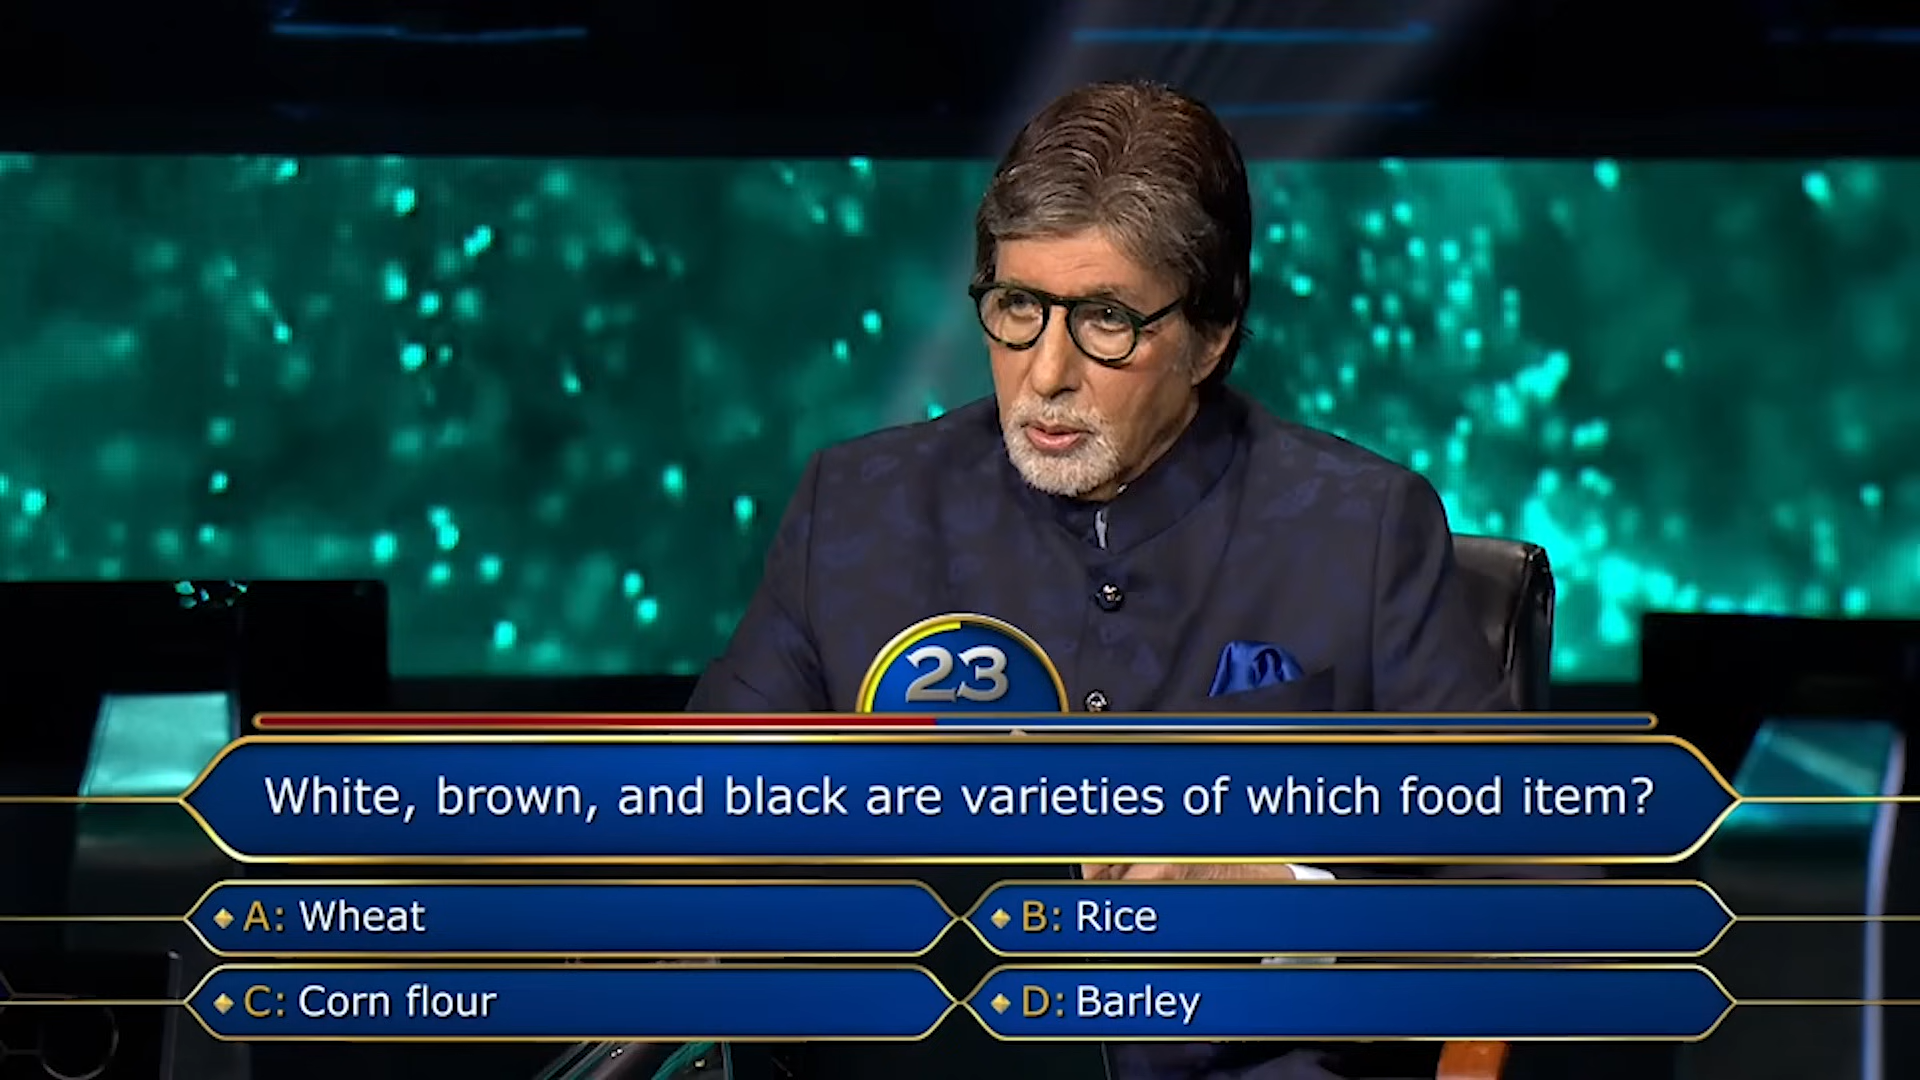 23
White, brown, and black are varieties of which food item?
A: Wheat
B: Rice
C: Corn flour
D: Barley